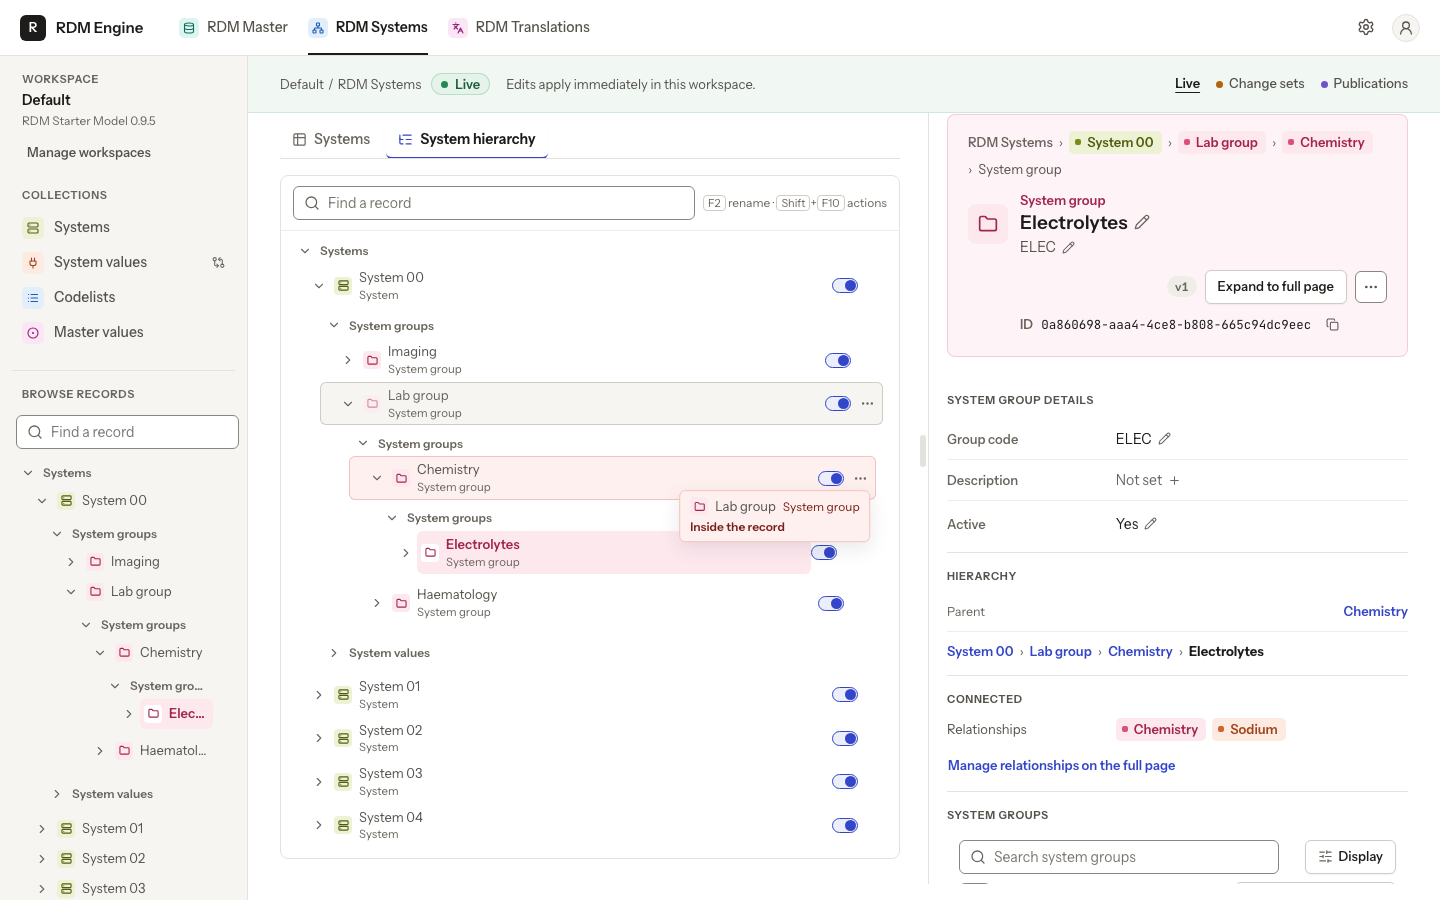 R RDM Engine RDM Master RDM Systems RDM Translations
WORKSPACE
Default
RDM Starter Model 0.9.5
Manage workspaces
COLLECTIONS
Systems
System values
Codelists
Master values
BROWSE RECORDS
Find a record
Systems
System 00
System groups
Imaging
Lab group
System groups
Chemistry
System gro...
Elec...
Haematol...
System values
System 01
System 02
System 03
Default / RDM Systems Live Edits apply immediately in this workspace. Live Change sets Publications
Systems System hierarchy
Find a record F2 rename · Shift + F10 actions
Systems
System 00
System
System groups
Imaging
System group
Lab group
System group
System groups
Chemistry
System group
Lab group System group
Inside the record
System groups
Electrolytes
System group
Haematology
System group
System values
System 01
System
System 02
System
System 03
System
System 04
System
RDM Systems › System 00 › Lab group › Chemistry
› System group
System group
Electrolytes
ELEC
v1 Expand to full page
ID 0a860698-aaa4-4ce8-b808-665c94dc9eec
SYSTEM GROUP DETAILS
Group code ELEC
Description Not set
Active Yes
HIERARCHY
Parent Chemistry
System 00 › Lab group › Chemistry › Electrolytes
CONNECTED
Relationships Chemistry Sodium
Manage relationships on the full page
SYSTEM GROUPS
Search system groups Display